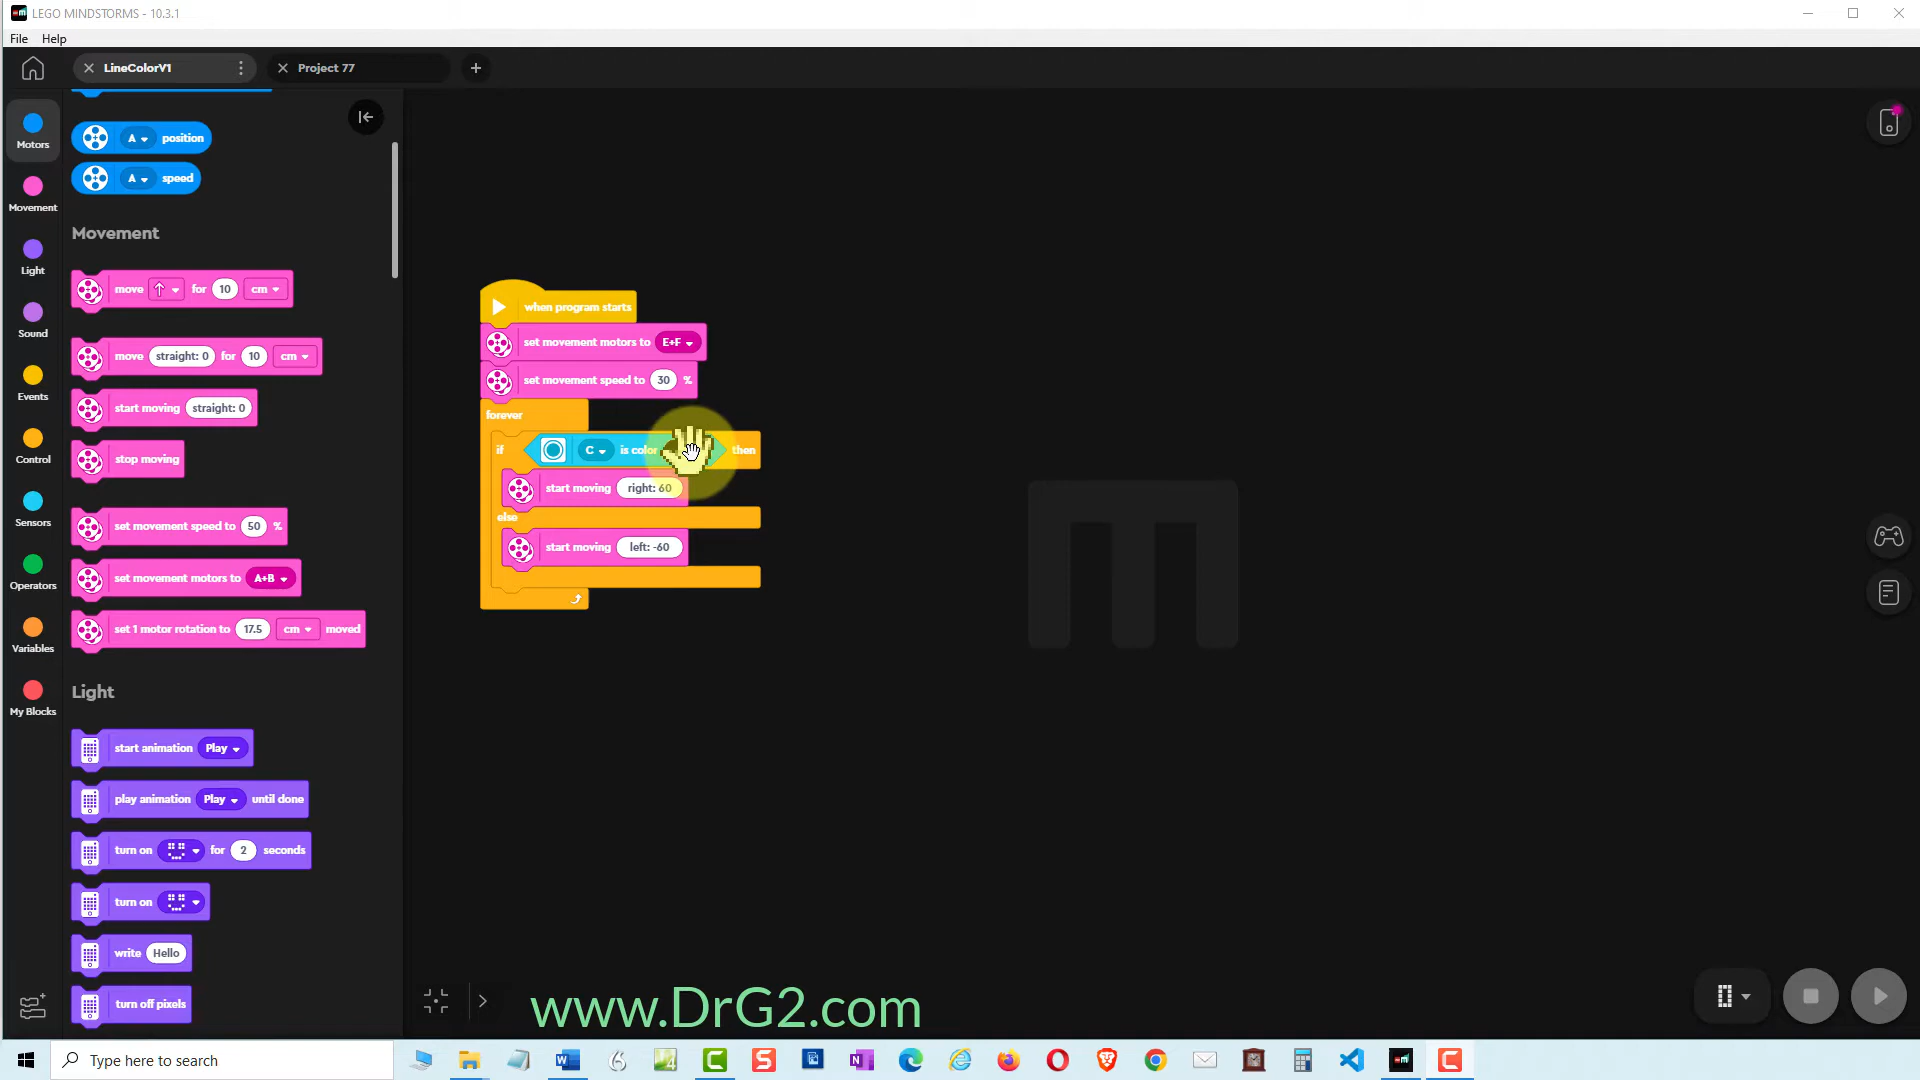 LEGO MINDSTORMS - 10.3.1
File Help
LineColorV1
Project 77
Motors
Movement
Light
Sound
Events
Control
Sensors
Operators
Variables
My Blocks
A position
A speed
Movement
move for 10 cm
move straight: 0 for 10 cm
start moving straight: 0
stop moving
set movement speed to 50 %
set movement motors to A+B
set 1 motor rotation to 17.5 cm moved
Light
start animation Play
play animation Play until done
turn on for 2 seconds
turn on
write Hello
turn off pixels
when program starts
set movement motors to E+F
set movement speed to 30 %
forever
if C is color then
start moving right: 60
else
start moving left: -60
www.DrG2.com
Type here to search